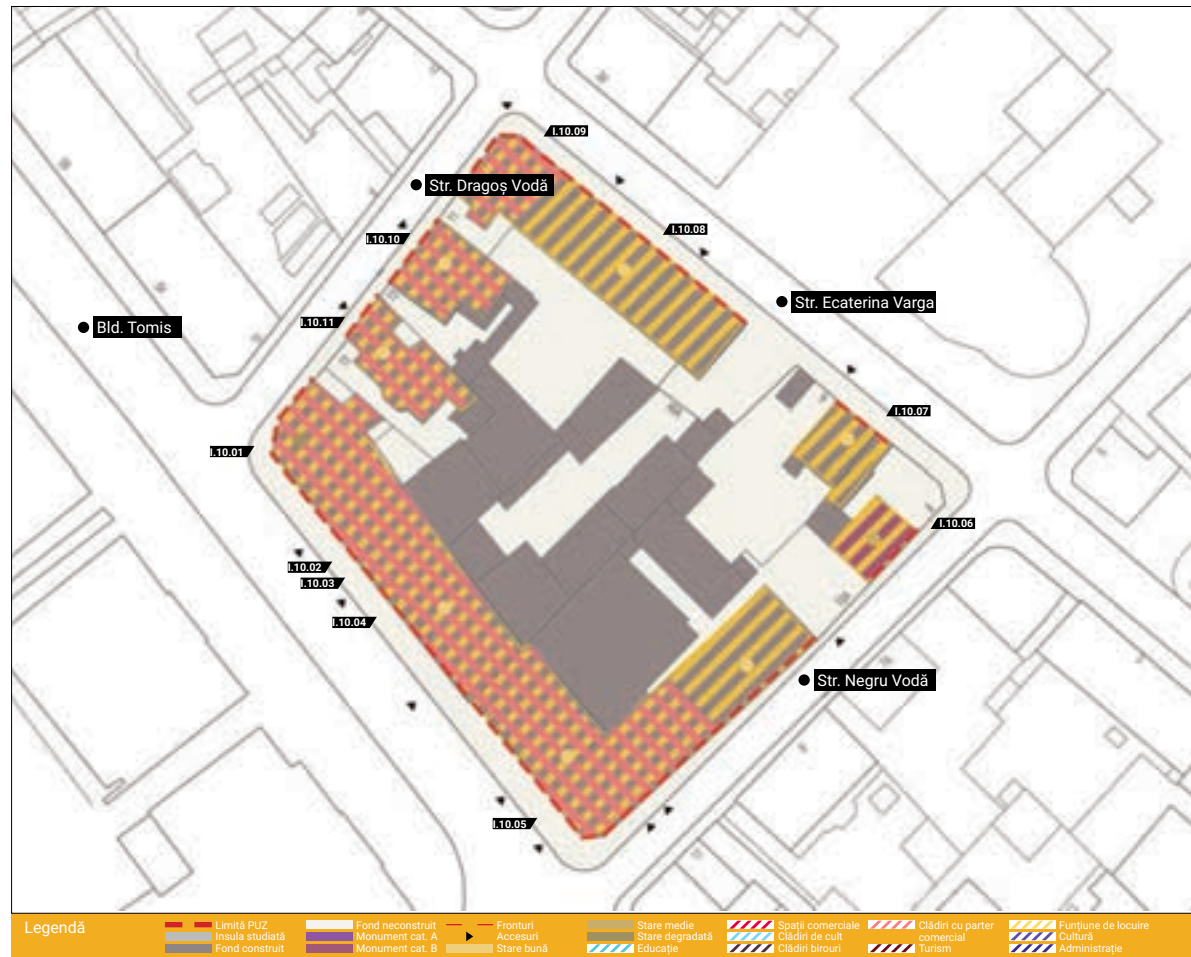 I.10.09
Str. Dragoș Vodă
I.10.08
I.10.10
Str. Ecaterina Varga
I.10.11
Bld. Tomis
I.10.07
I.10.01
I.10.06
I.10.02
I.10.03
I.10.04
Str. Negru Vodă
I.10.05
Legendă
Limită PUZ
Insula studiată
Fond construit
Fond neconstruit
Monument cat. A
Monument cat. B
Fronturi
Accesuri
Stare bună
Stare medie
Stare degradată
Educație
Spații comerciale
Clădiri de cult
Clădiri birouri
Clădiri cu parter
comercial
Turism
Funțiune de locuire
Cultură
Administrație